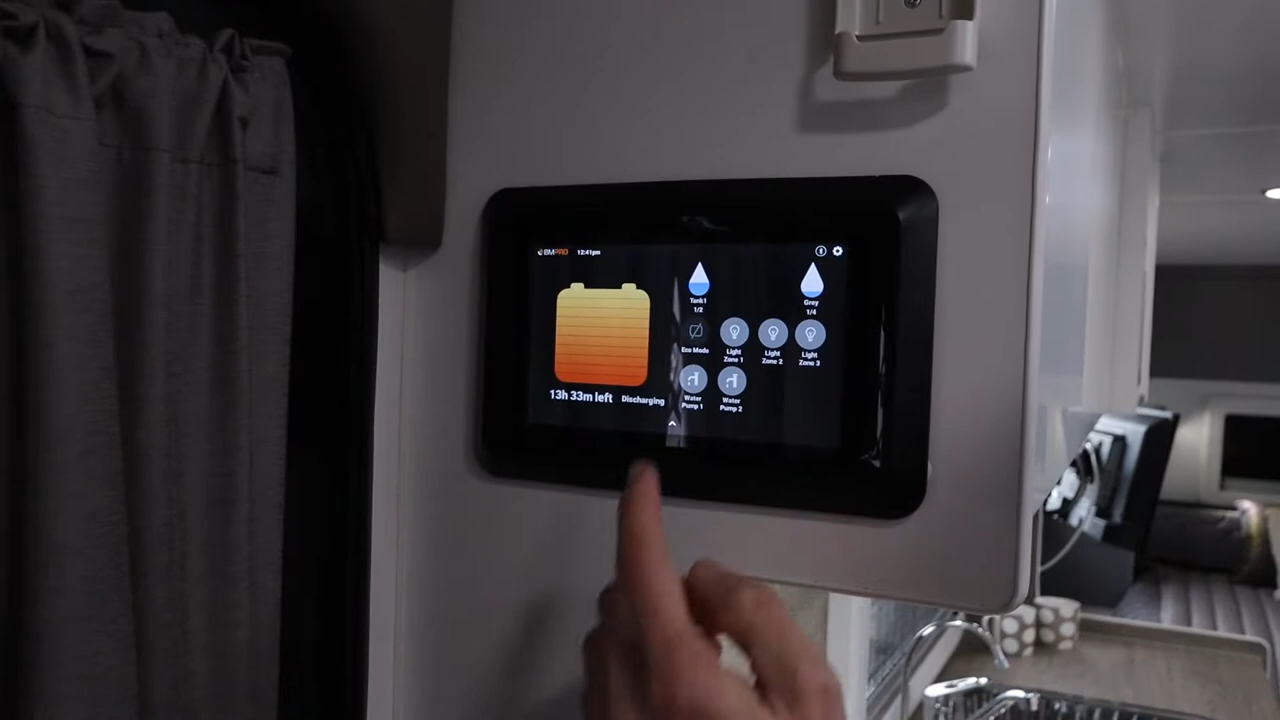 BMPRO 12:41pm
Tank1
1/2
Grey
1/4
Eco Mode
Light
Zone 1
Light
Zone 2
Light
Zone 3
Water
Pump 1
Water
Pump 2
13h 33m left Discharging